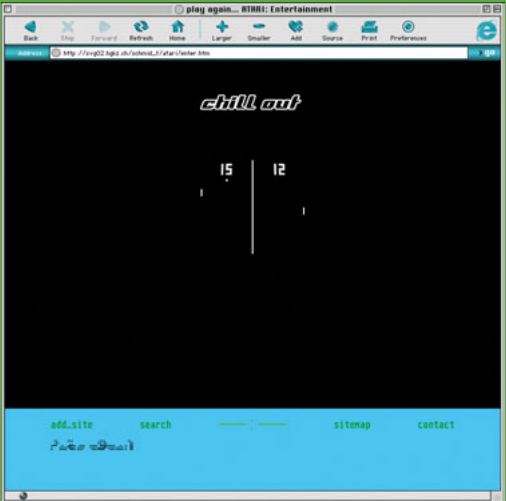 play again... ATARI: Entertainment
Back Stop Forward Refresh Home Larger Smaller Add Source Print Preferences
Address http://svg02.hgkz.ch/schmid_t/atari/enter.htm go
chill out
15 12
add_site search sitemap contact